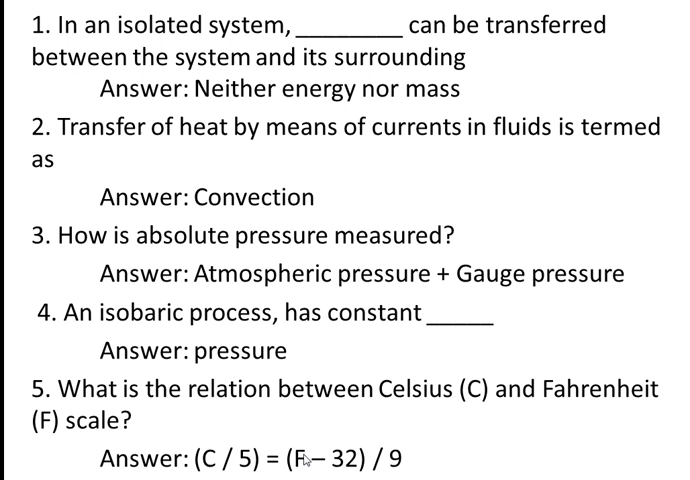 1. In an isolated system, ________ can be transferred
between the system and its surrounding
Answer: Neither energy nor mass
2. Transfer of heat by means of currents in fluids is termed
as
Answer: Convection
3. How is absolute pressure measured?
Answer: Atmospheric pressure + Gauge pressure
4. An isobaric process, has constant _____
Answer: pressure
5. What is the relation between Celsius (C) and Fahrenheit
(F) scale?
Answer: (C / 5) = (F – 32) / 9